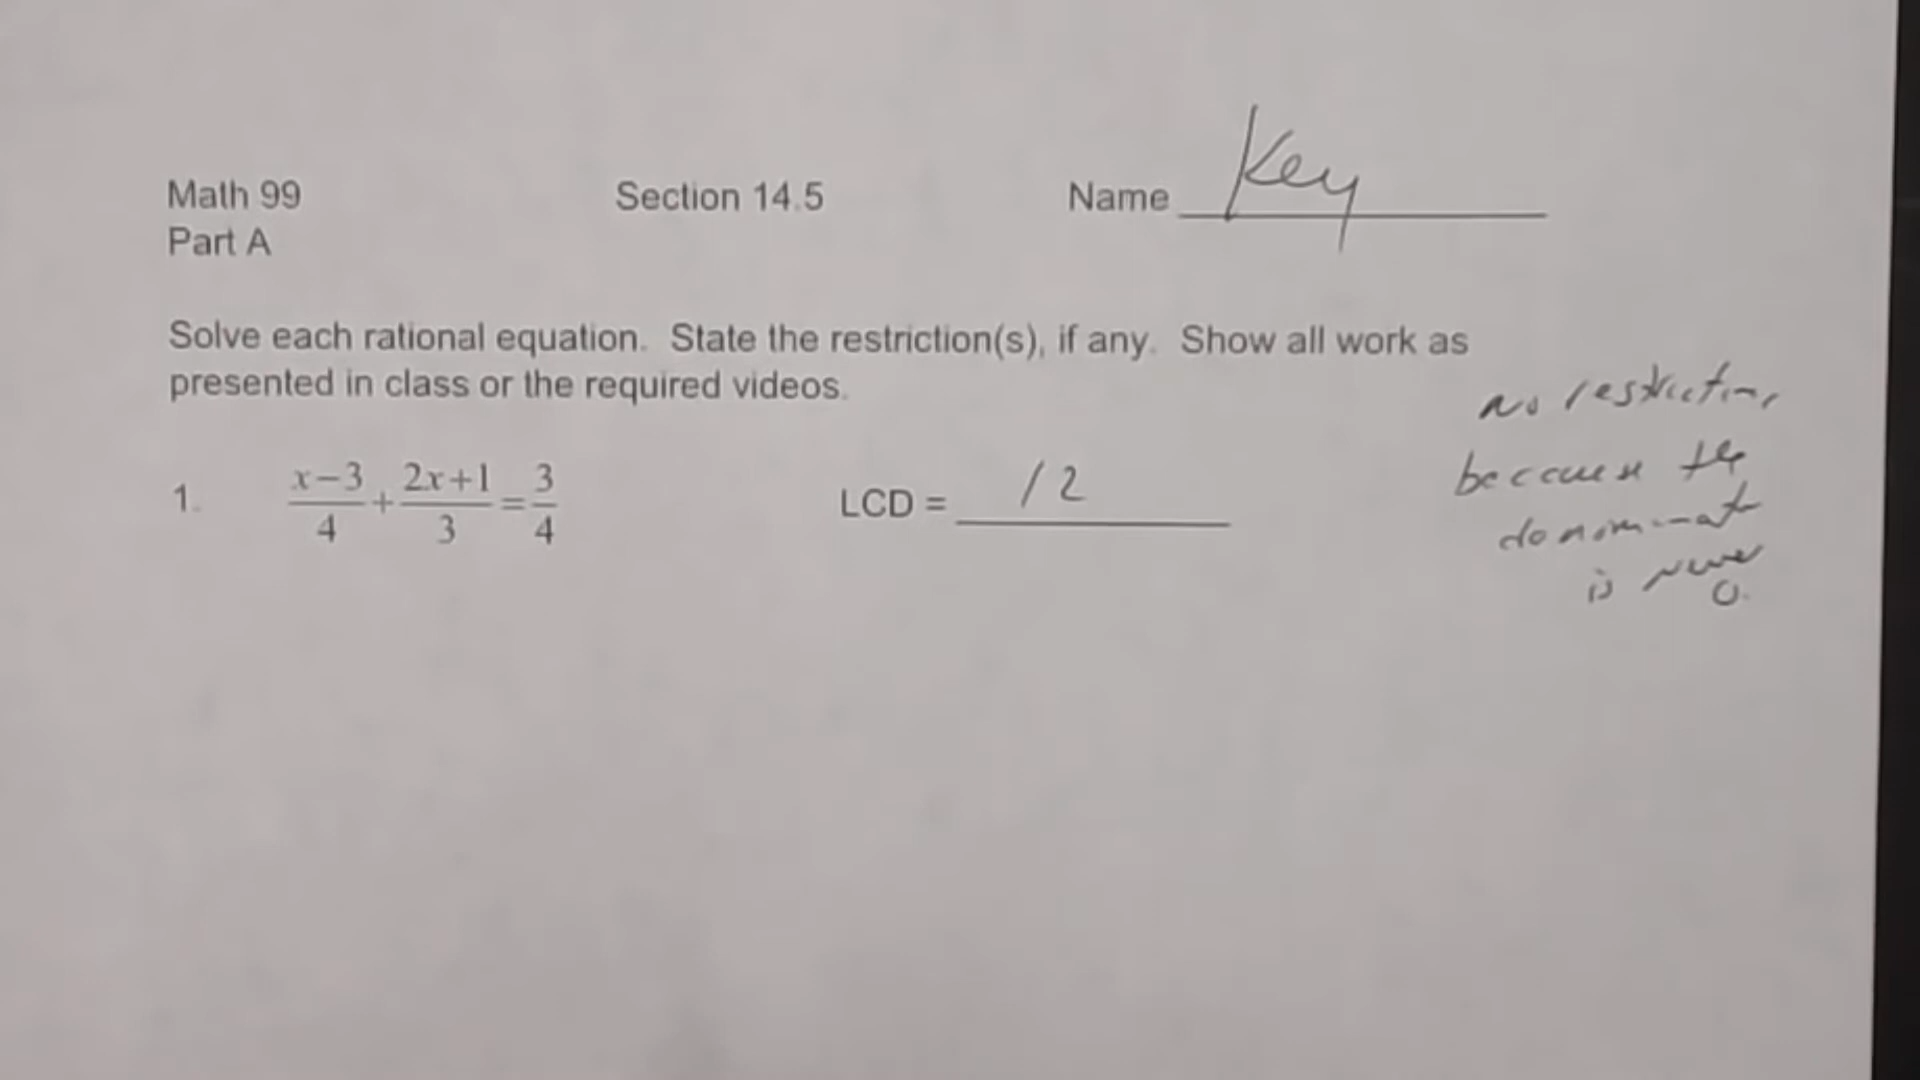 Math 99 Section 14.5 Name Key
Part A
Solve each rational equation. State the restriction(s), if any. Show all work as
presented in class or the required videos.
no restrictions
because the
denominator
is never
0.
1. x-3/4 + 2x+1/3 = 3/4 LCD = 12